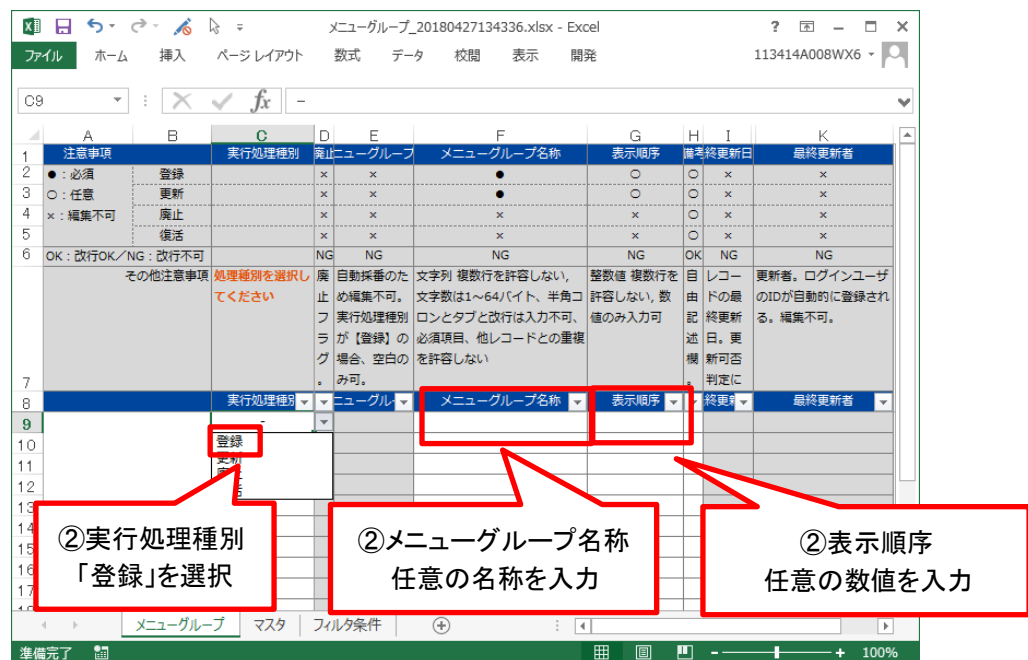 メニューグループ_20180427134336.xlsx - Excel
?
ファイル ホーム 挿入 ページ レイアウト 数式 データ 校閲 表示 開発 113414A008WX6
C9 fx -
A B C D E F G H I K
1 注意事項 実行処理種別 廃止 ニューグループ メニューグループ名称 表示順序 備考 終更新日 最終更新者
2 ●：必須 登録 × × ● ○ ○ × ×
3 ○：任意 更新 × × ● ○ ○ × ×
4 ×：編集不可 廃止 × × × × ○ × ×
5 復活 × × × × ○ × ×
6 OK：改行OK／NG：改行不可 NG NG NG NG OK NG NG
7 その他注意事項
処理種別を選択し
てください
廃
止
フ
ラ
グ
。
自動採番のた
め編集不可。
実行処理種別
が【登録】の
場合、空白の
み可。
文字列 複数行を許容しない,
文字数は1～64バイト、半角コ
ロンとタブと改行は入力不可、
必須項目、他レコードとの重複
を許容しない
整数値 複数行を
許容しない, 数
値のみ入力可
自
由
記
述
欄
。
レコー
ドの最
終更新
日。更
新可否
判定に
更新者。ログインユーザ
のIDが自動的に登録され
る。編集不可。
8 実行処理種別 ニューグルー メニューグループ名称 表示順序 終更新 最終更新者
9 -
10 登録
11 更新
12
13
14
15
16
17
②実行処理種別
「登録」を選択
②メニューグループ名称
任意の名称を入力
②表示順序
任意の数値を入力
メニューグループ マスタ フィルタ条件
準備完了 100%